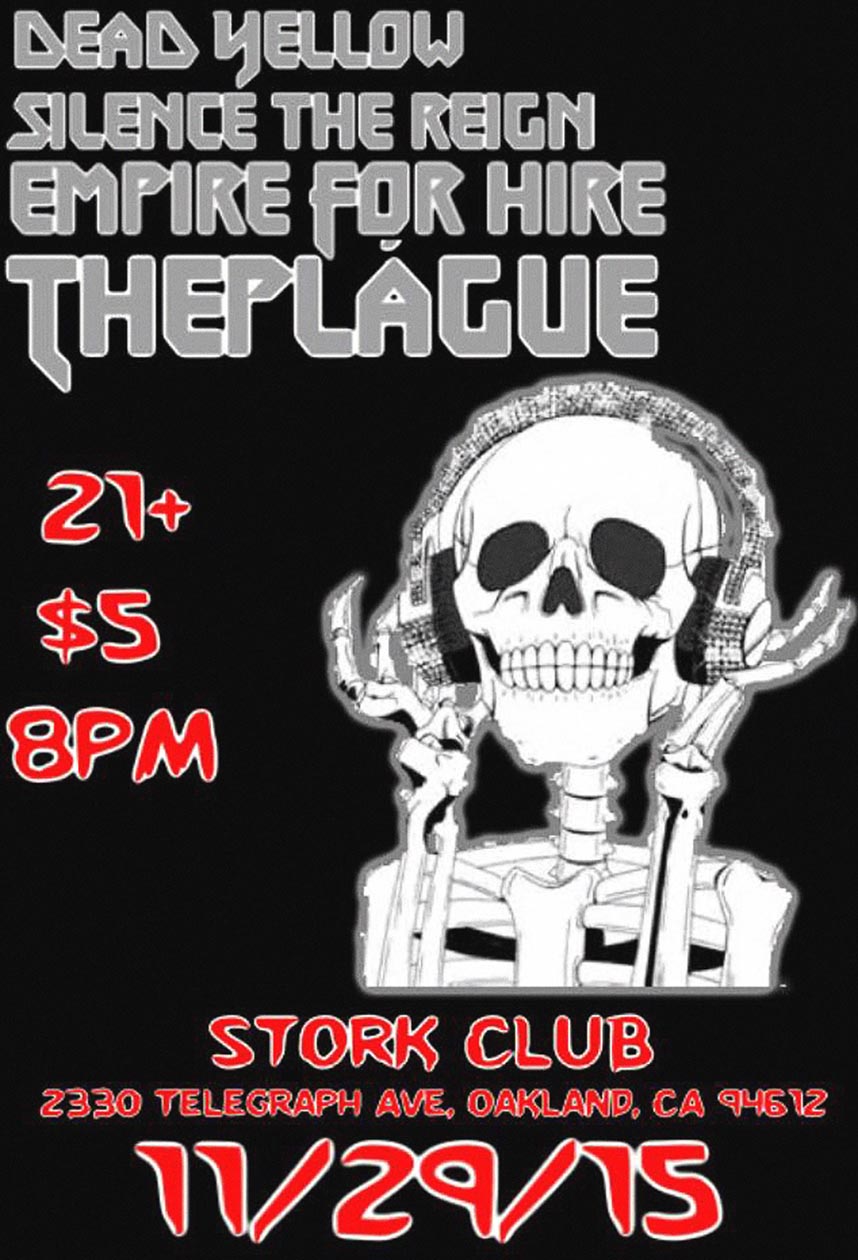 DEAD YELLOW
SILENCE THE REIGN
EMPIRE FOR HIRE
THEPLAGUE
21+
$5
8PM
STORK CLUB
2330 TELEGRAPH AVE, OAKLAND, CA 94612
11/29/15